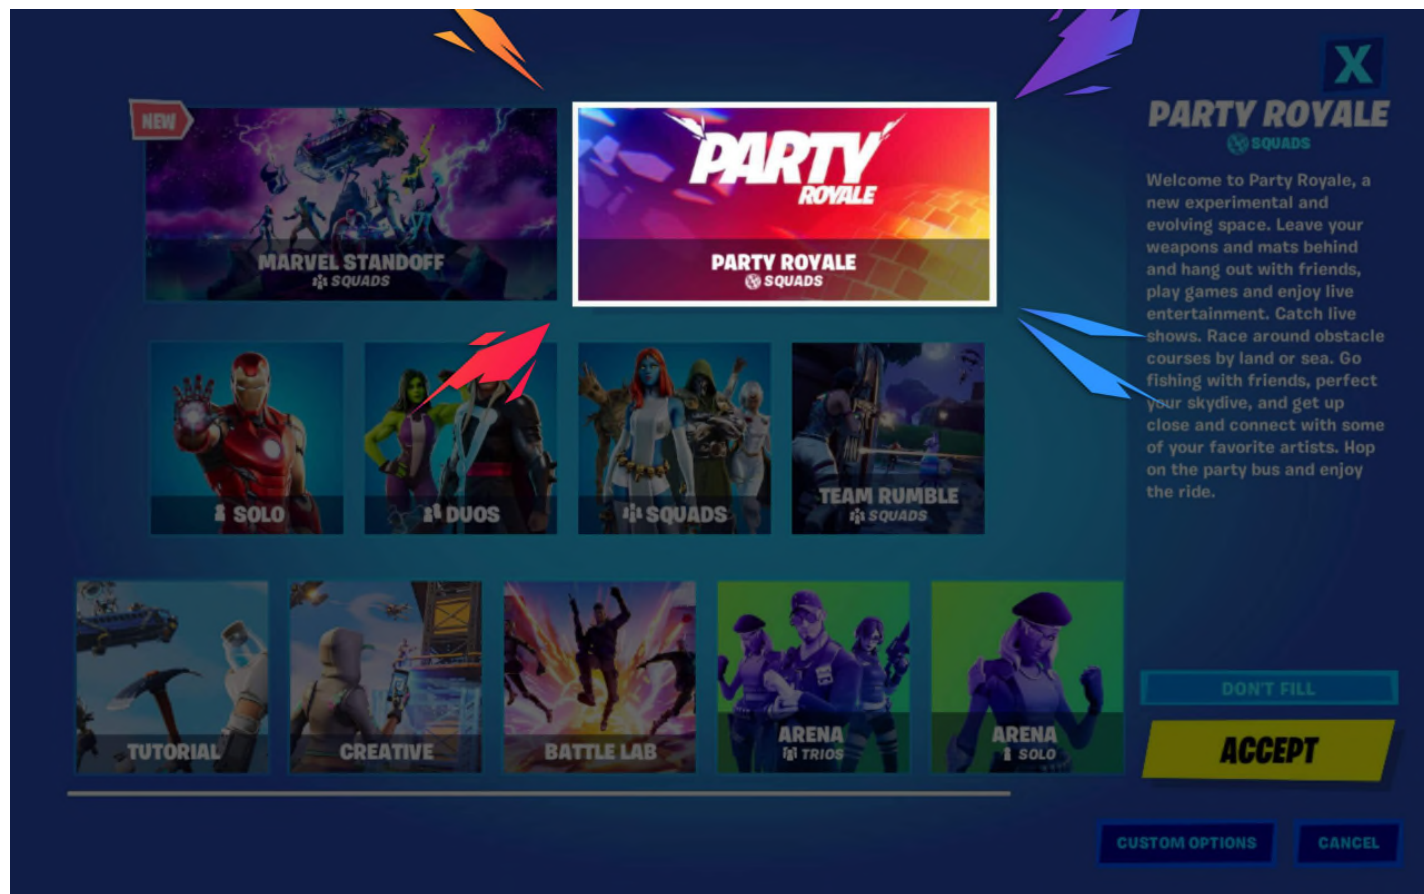 NEW
MARVEL STANDOFF
SQUADS
PARTY
ROYALE
PARTY ROYALE
SQUADS
SOLO
DUOS
SQUADS
TEAM RUMBLE
SQUADS
TUTORIAL
CREATIVE
BATTLE LAB
ARENA
TRIOS
ARENA
SOLO
X
PARTY ROYALE
SQUADS
Welcome to Party Royale, a
new experimental and
evolving space. Leave your
weapons and mats behind
and hang out with friends,
play games and enjoy live
entertainment. Catch live
shows. Race around obstacle
courses by land or sea. Go
fishing with friends, perfect
your skydive, and get up
close and connect with some
of your favorite artists. Hop
on the party bus and enjoy
the ride.
DON'T FILL
ACCEPT
CUSTOM OPTIONS
CANCEL